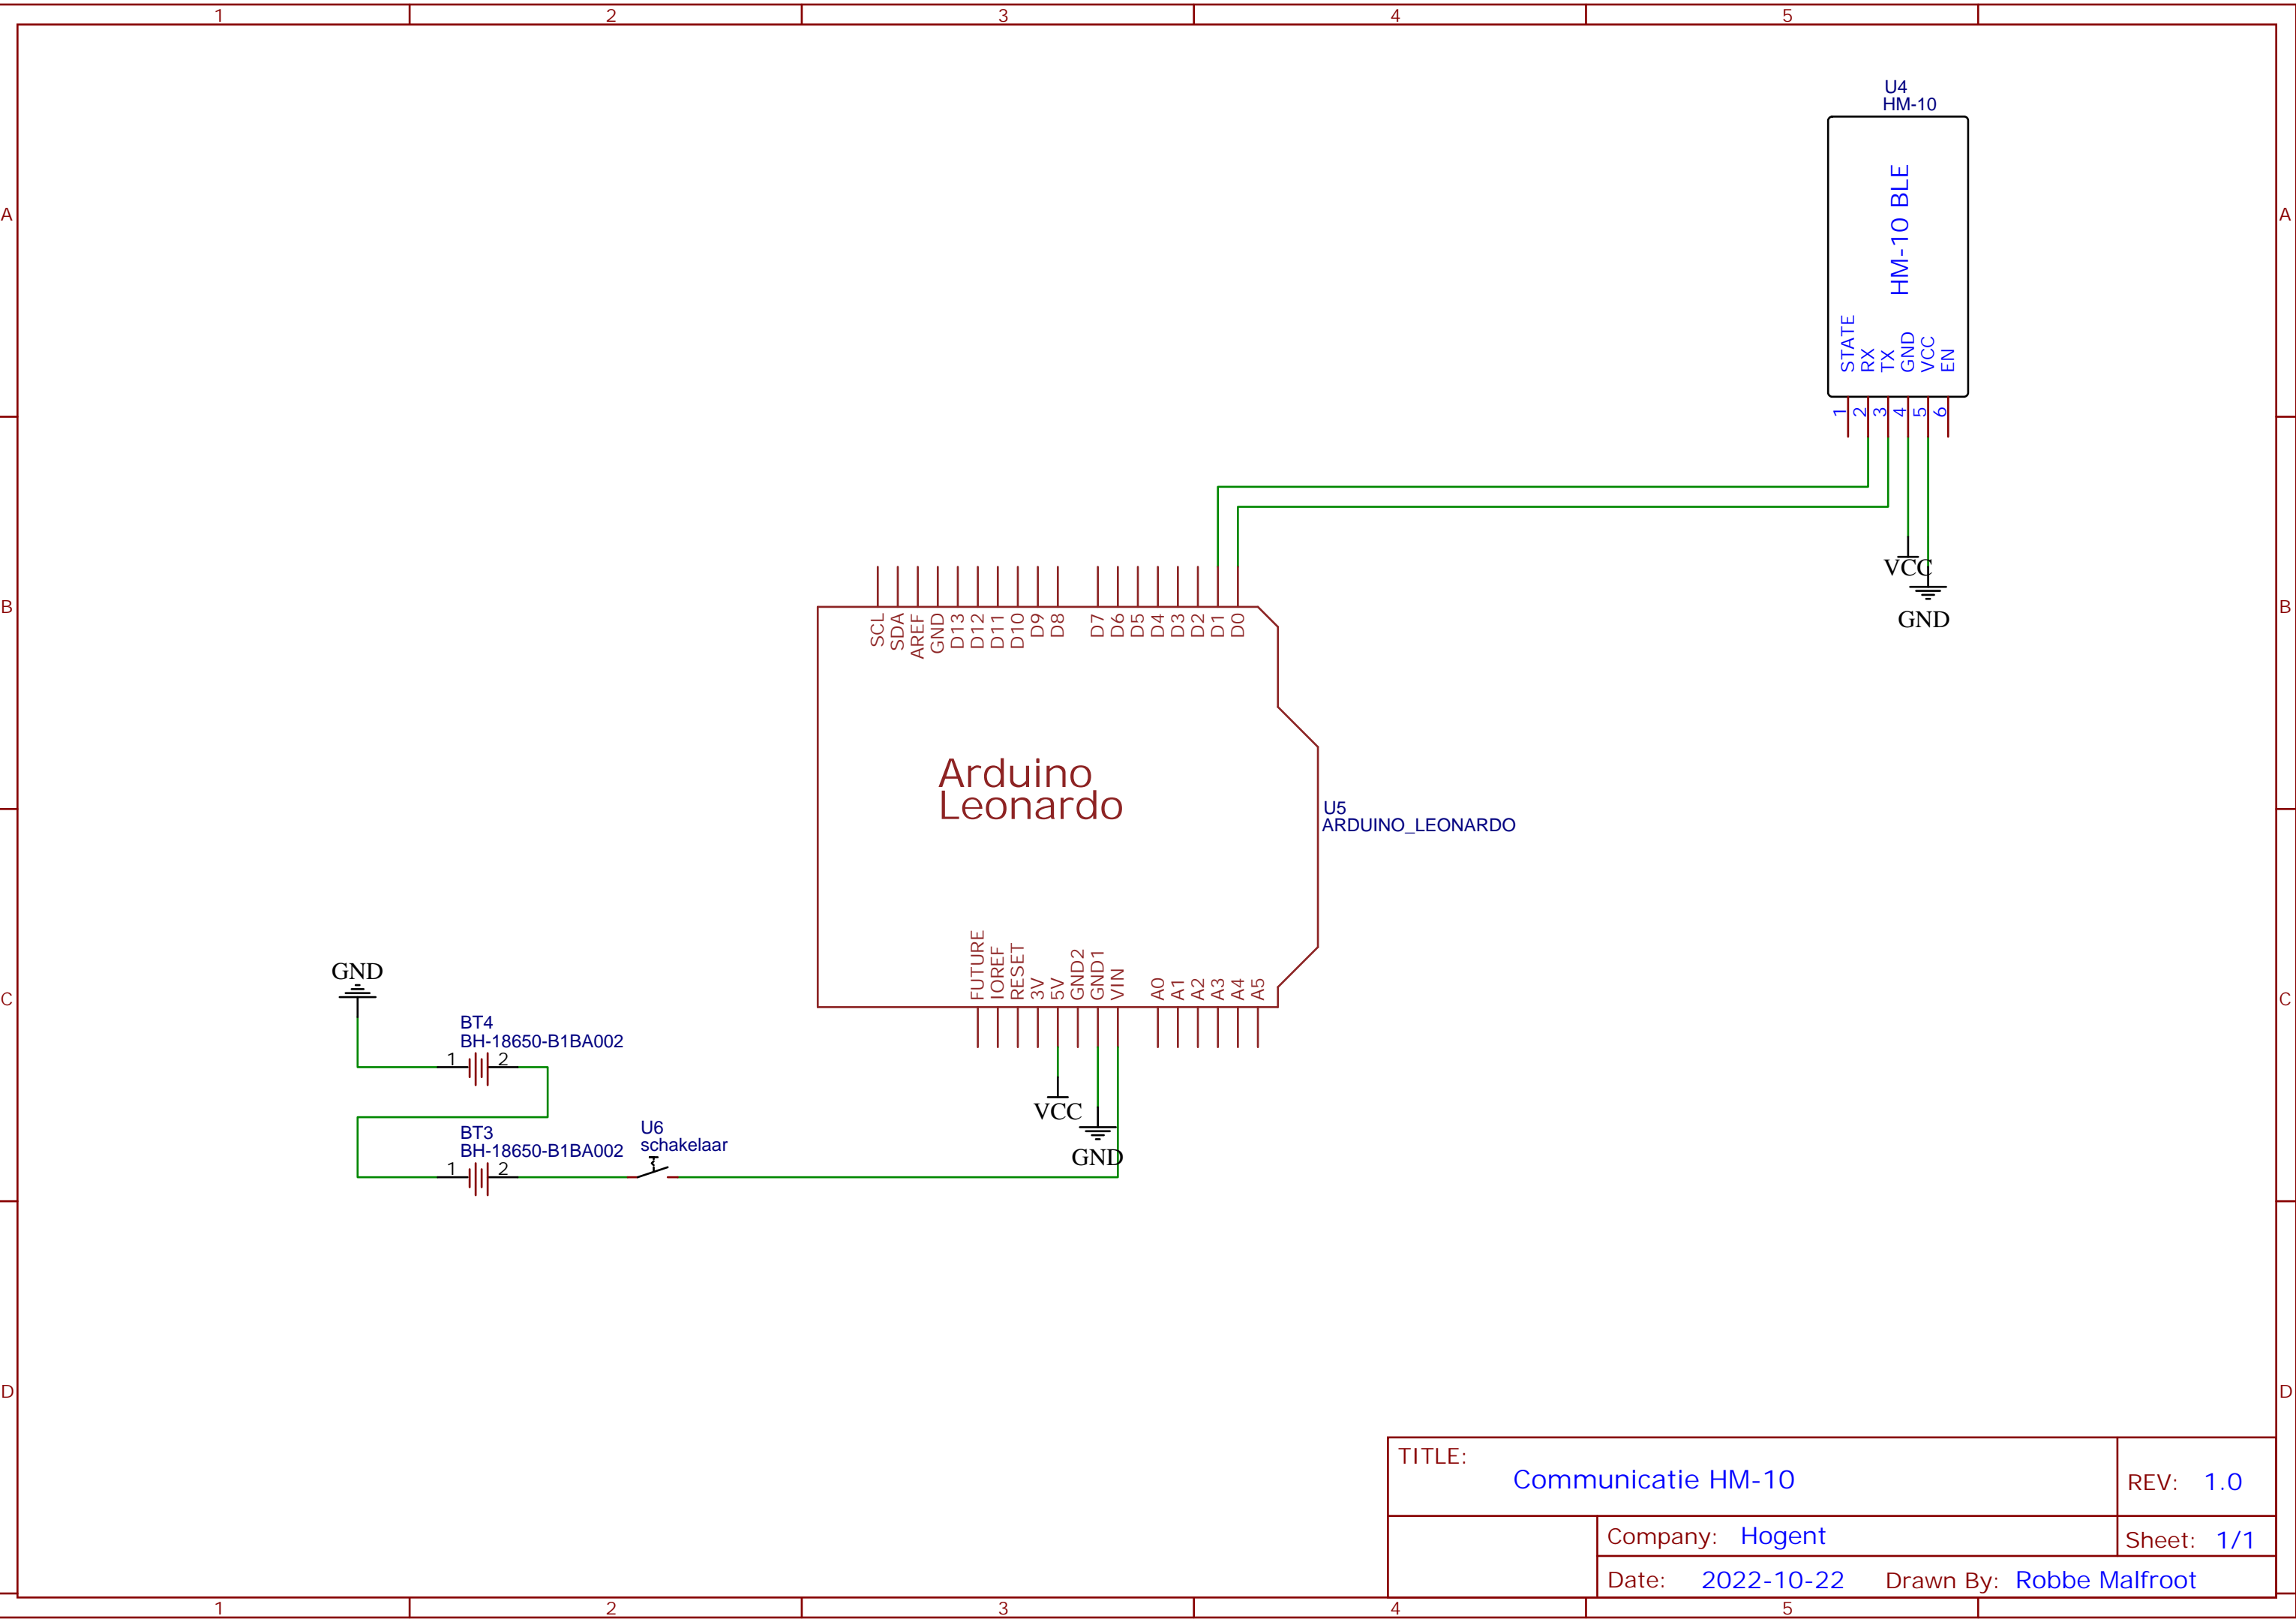 1 2 3 4 5
A A
B B
C C
D D
U4
HM-10
HM-10 BLE
STATE
RX
TX
GND
VCC
EN
1 2 3 4 5 6
VCC
GND
SCL
SDA
AREF
GND
D13
D12
D11
D10
D9
D8
D7
D6
D5
D4
D3
D2
D1
D0
Arduino
Leonardo
U5
ARDUINO_LEONARDO
FUTURE
IOREF
RESET
3V
5V
GND2
GND1
VIN
A0
A1
A2
A3
A4
A5
VCC
GND
GND
BT4
BH-18650-B1BA002
1 2
BT3
BH-18650-B1BA002
1 2
U6
schakelaar
TITLE:
Communicatie HM-10
REV: 1.0
Company: Hogent
Sheet: 1/1
Date: 2022-10-22
Drawn By: Robbe Malfroot
1 2 3 4 5